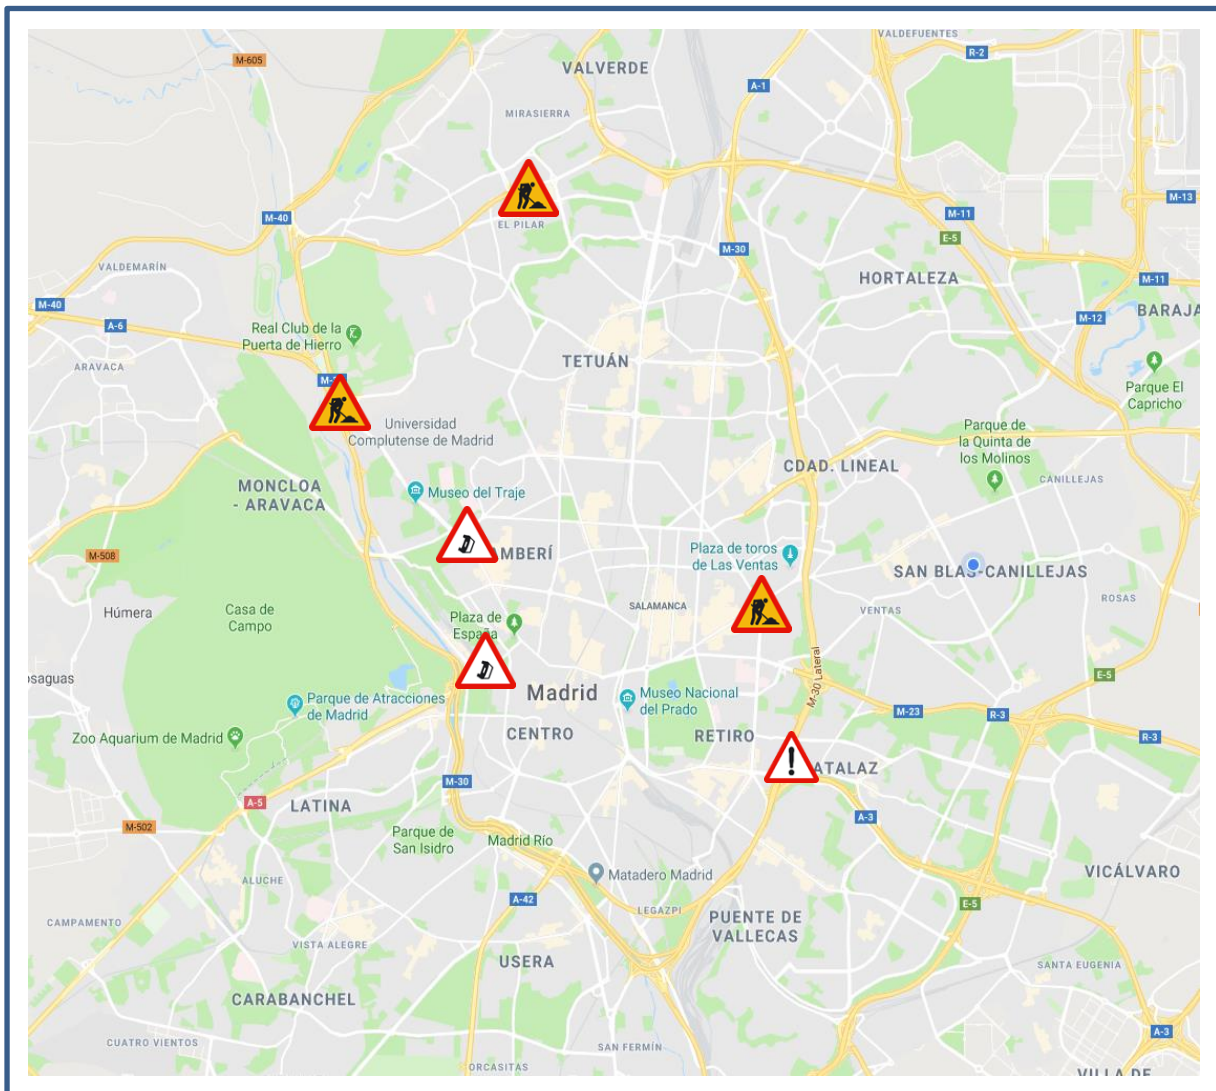 VALDEFUENTES
M-605
R-2
VALVERDE
A-1
MIRASIERRA
M-13
M-40
M-11
EL PILAR
E-5
M-30
VALDEMARÍN
HORTALEZA
M-11
M-40
BARAJA
M-12
A-6
Real Club de la
Puerta de Hierro
TETUÁN
ARAVACA
Parque El
Capricho
Universidad
Complutense de Madrid
Parque de
la Quinta de
los Molinos
CDAD. LINEAL
CANILLEJAS
MONCLOA
- ARAVACA
Museo del Traje
M-508
AMBERÍ
Plaza de toros
de Las Ventas
SAN BLAS-CANILLEJAS
ROSAS
Húmera
Casa de
Campo
SALAMANCA
VENTAS
Plaza de
España
osaguas
M-30 Lateral
E-5
Madrid
Museo Nacional
del Prado
Parque de Atracciones
de Madrid
M-23
R-3
R-3
Zoo Aquarium de Madrid
CENTRO
RETIRO
ATALAZ
M-30
A-5
LATINA
A-3
M-502
Parque de
San Isidro
Madrid Río
Matadero Madrid
VICÁLVARO
ALUCHE
A-42
LEGAZPI
E-5
CAMPAMENTO
PUENTE DE
VALLECAS
VISTA ALEGRE
USERA
SANTA EUGENIA
CARABANCHEL
A-3
CUATRO VIENTOS
SAN FERMÍN
ORCASITAS
VILLA DE